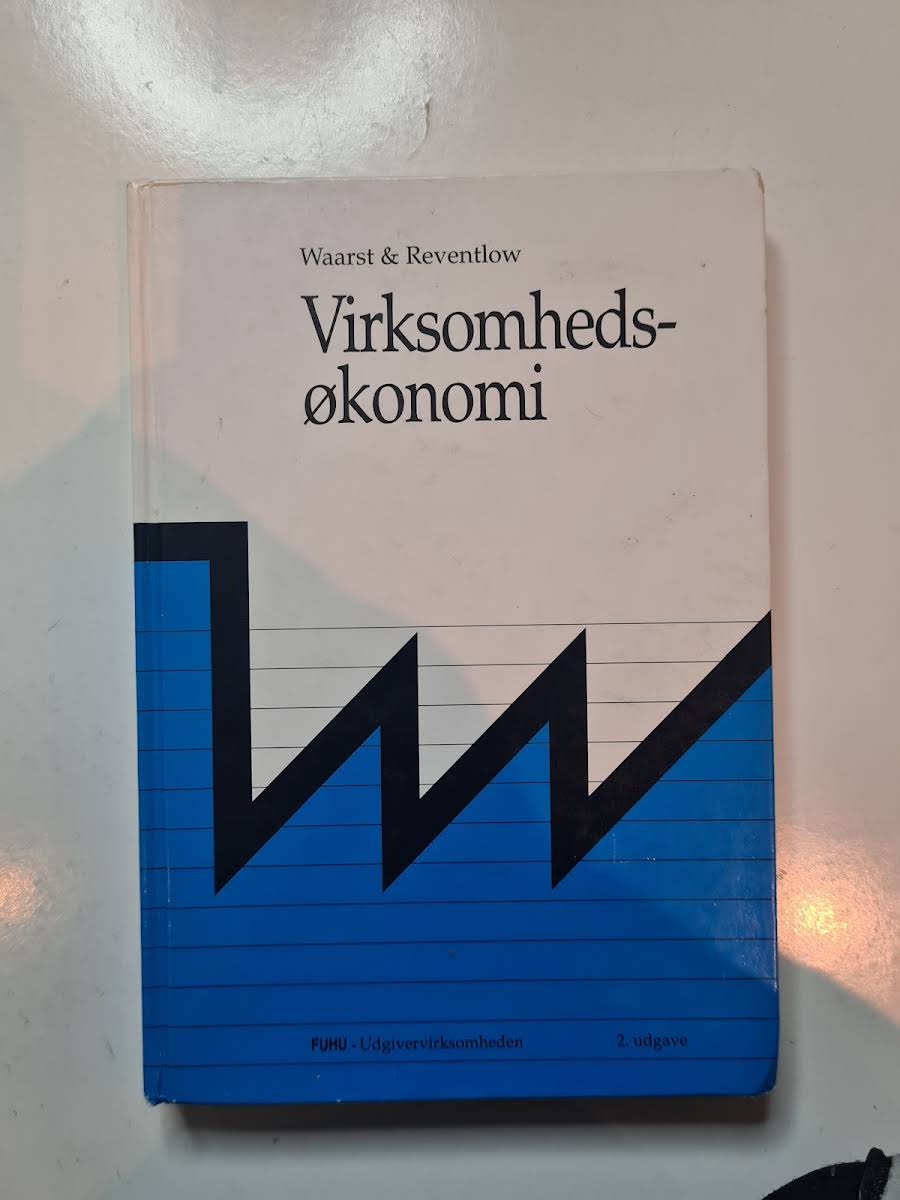 Waarst & Reventlow
Virksomheds-
økonomi
FUHU - Udgivervirksomheden 2. udgave